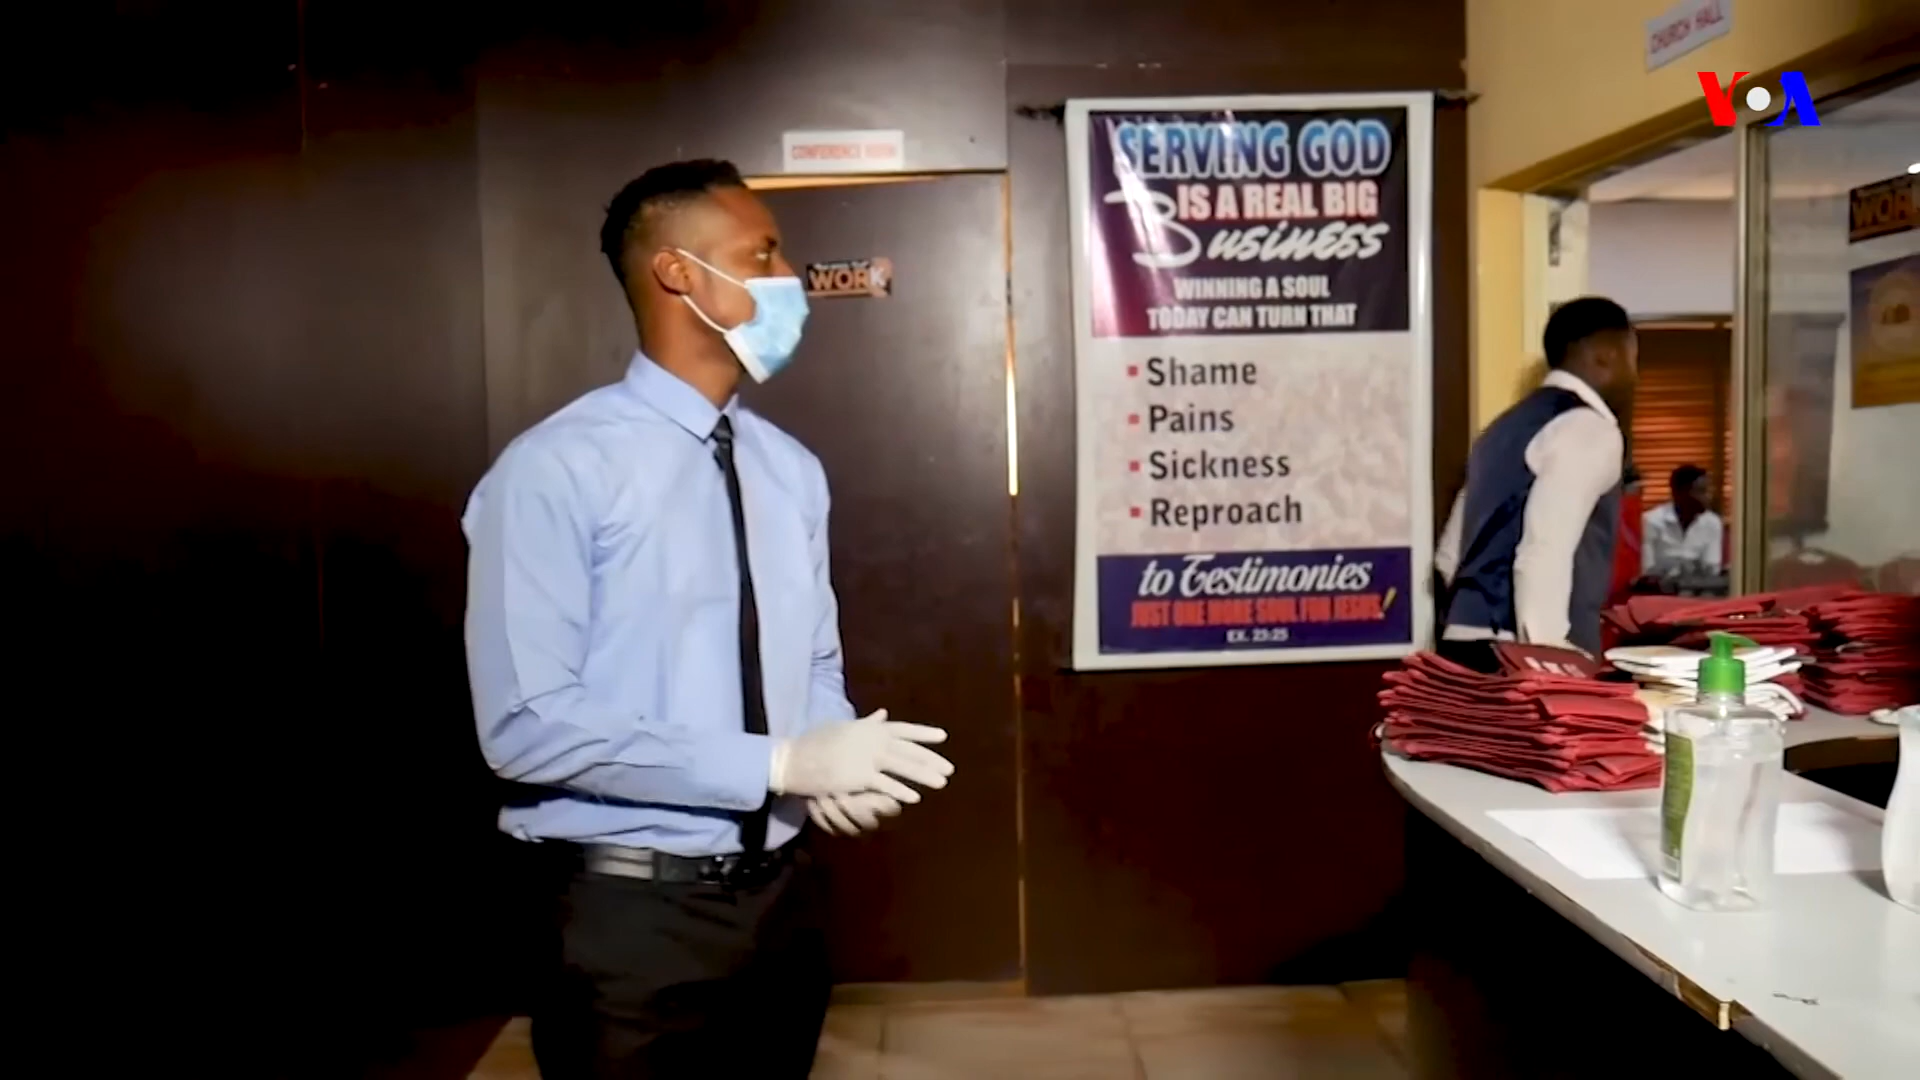 CHURCH HALL
VOA
CONFERENCE ROOM
WORK
SERVING GOD
IS A REAL BIG
Business
WINNING A SOUL
TODAY CAN TURN THAT
Shame
Pains
Sickness
Reproach
to Testimonies
JUST ONE MORE SOUL FOR JESUS!
EX. 23:25
WORK